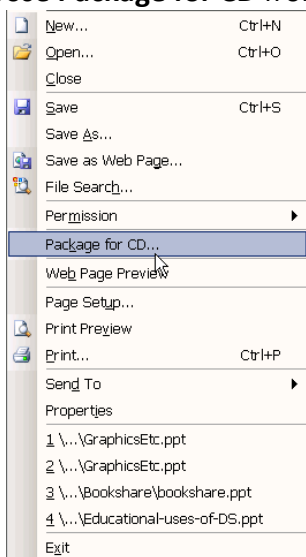 Package for CD
New... Ctrl+N
Open... Ctrl+O
Close
Save Ctrl+S
Save As...
Save as Web Page...
File Search...
Permission
Package for CD...
Web Page Preview
Page Setup...
Print Preview
Print... Ctrl+P
Send To
Properties
1 \...\GraphicsEtc.ppt
2 \...\GraphicsEtc.ppt
3 \...\Bookshare\bookshare.ppt
4 \...\Educational-uses-of-DS.ppt
Exit